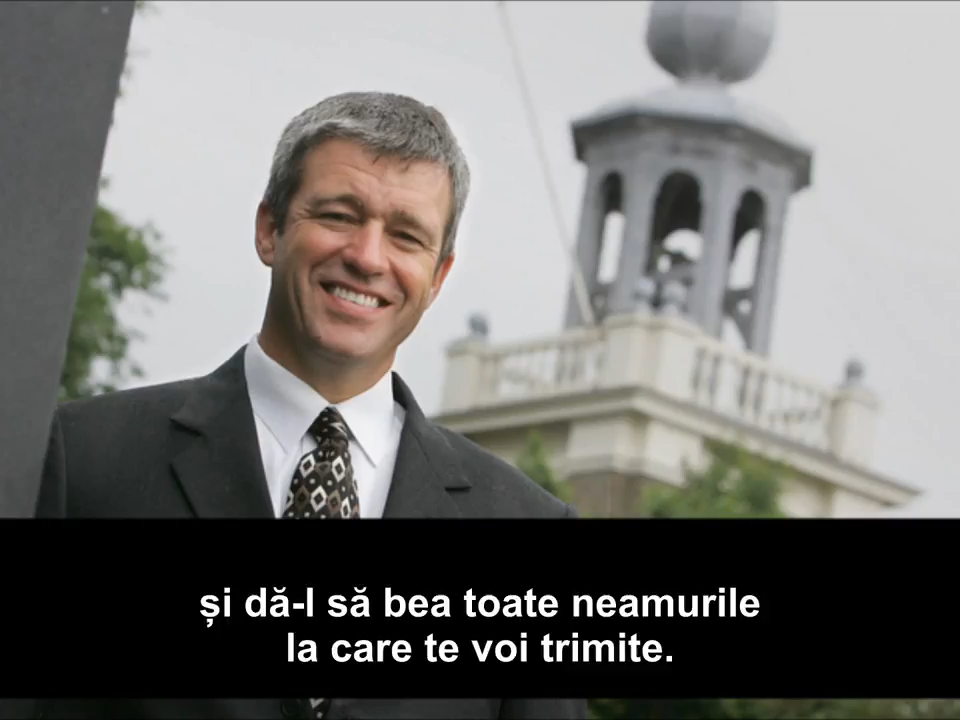 și dă-l să bea toate neamurile
la care te voi trimite.